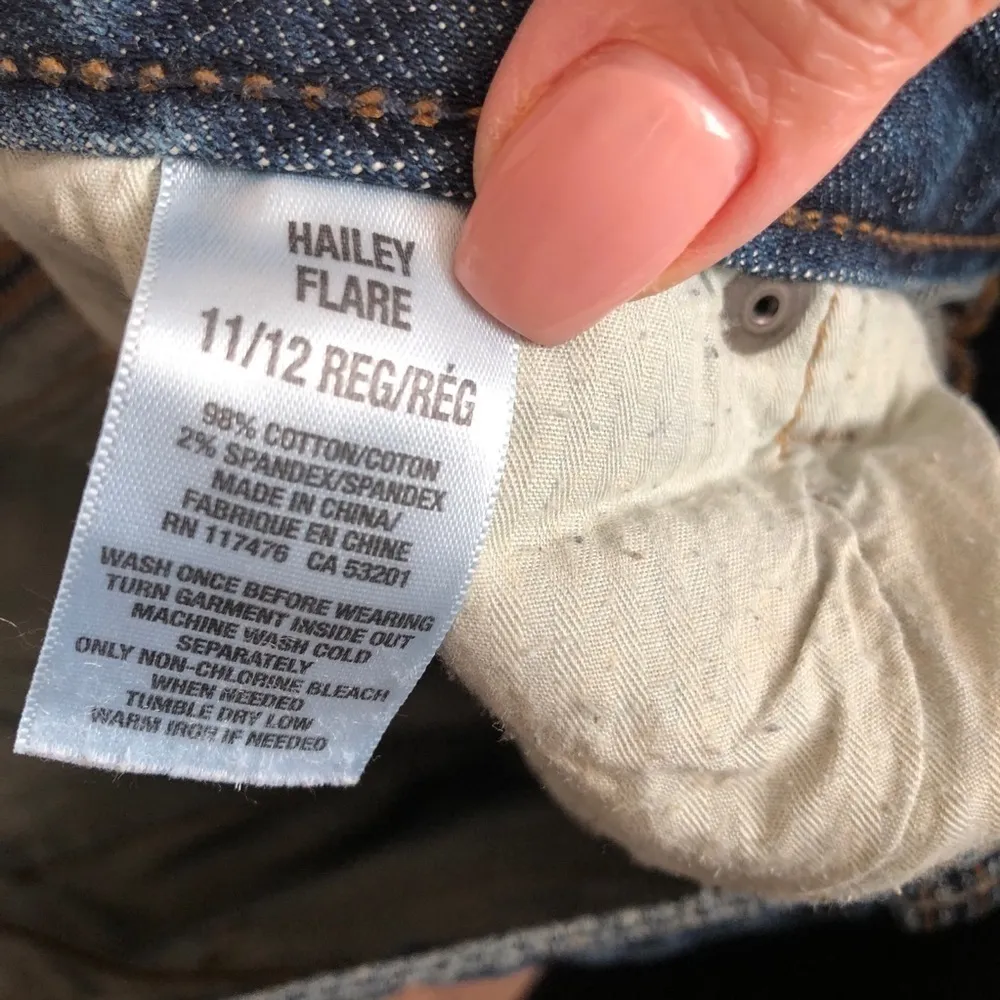 HAILEY
FLARE
11/12 REG/RÉG
98% COTTON/COTON
2% SPANDEX/SPANDEX
MADE IN CHINA/
FABRIQUE EN CHINE
RN 117476 CA 53201
WASH ONCE BEFORE WEARING
TURN GARMENT INSIDE OUT
MACHINE WASH COLD
SEPARATELY
ONLY NON-CHLORINE BLEACH
WHEN NEEDED
TUMBLE DRY LOW
WARM IRON IF NEEDED